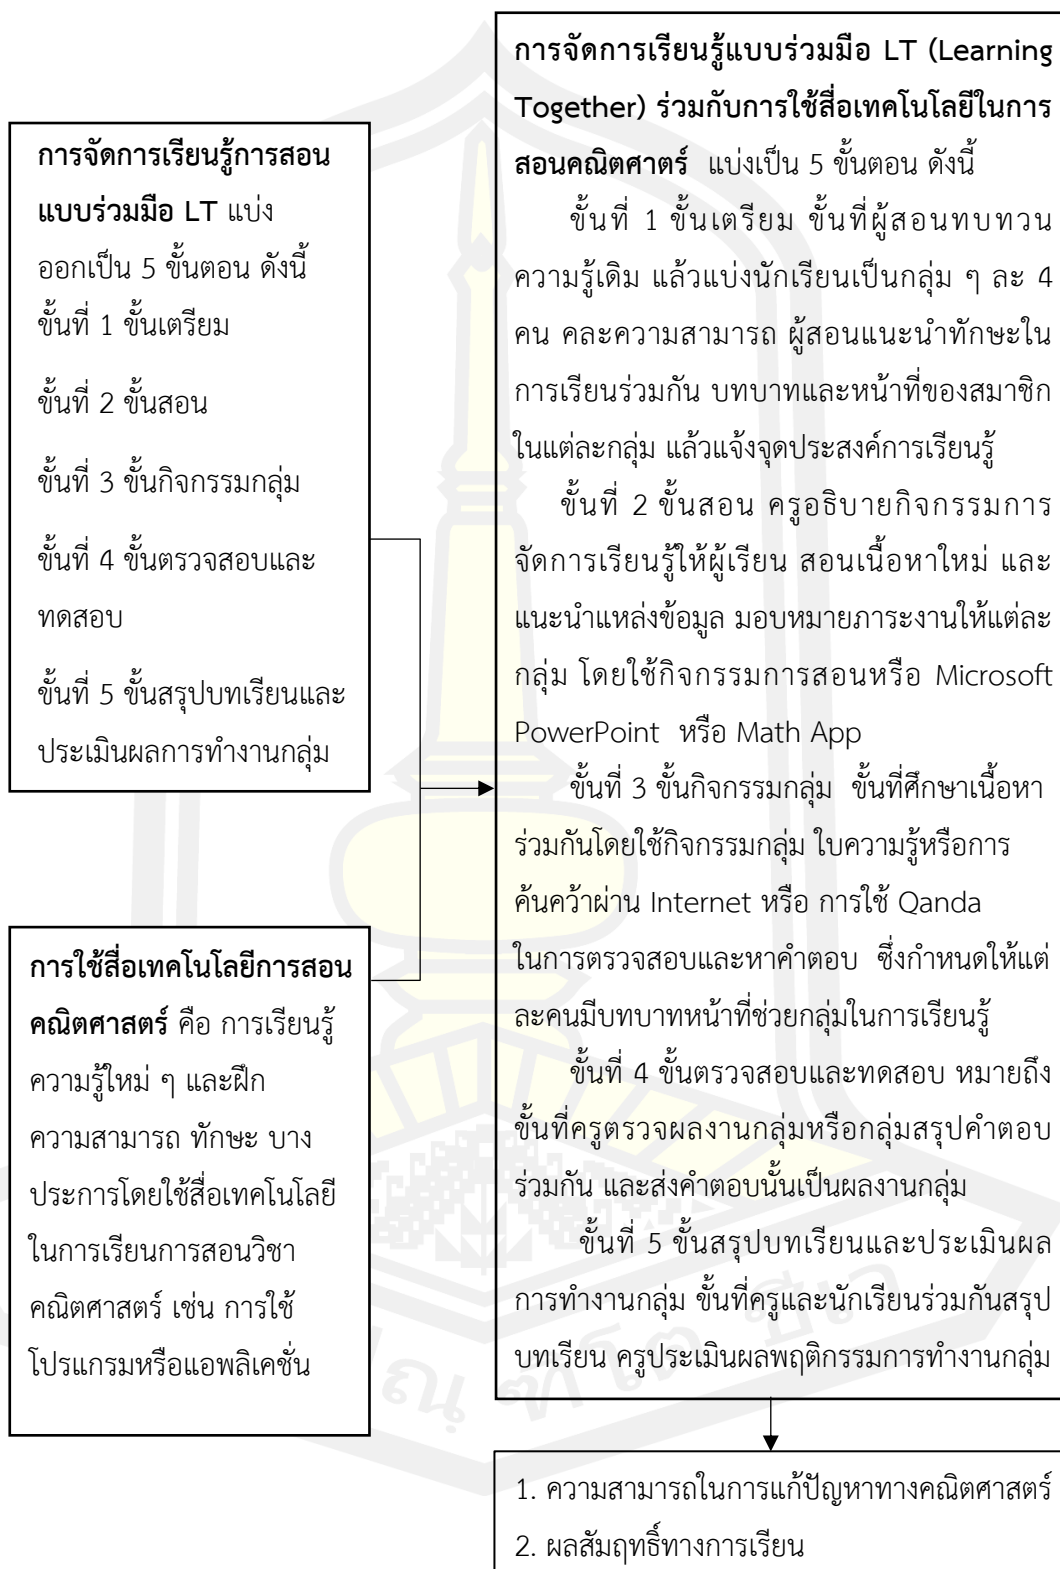 การจัดการเรียนรู้การสอน
แบบร่วมมือ LT แบ่ง
ออกเป็น 5 ขั้นตอน ดังนี้
ขั้นที่ 1 ขั้นเตรียม
ขั้นที่ 2 ขั้นสอน
ขั้นที่ 3 ขั้นกิจกรรมกลุ่ม
ขั้นที่ 4 ขั้นตรวจสอบและ
ทดสอบ
ขั้นที่ 5 ขั้นสรุปบทเรียนและ
ประเมินผลการทำงานกลุ่ม
การใช้สื่อเทคโนโลยีการสอน
คณิตศาสตร์ คือ การเรียนรู้
ความรู้ใหม่ ๆ และฝึก
ความสามารถ ทักษะ บาง
ประการโดยใช้สื่อเทคโนโลยี
ในการเรียนการสอนวิชา
คณิตศาสตร์ เช่น การใช้
โปรแกรมหรือแอพลิเคชั่น
การจัดการเรียนรู้แบบร่วมมือ LT (Learning
Together) ร่วมกับการใช้สื่อเทคโนโลยีในการ
สอนคณิตศาตร์ แบ่งเป็น 5 ขั้นตอน ดังนี้
ขั้นที่ 1 ขั้นเตรียม ขั้นที่ผู้สอนทบทวน
ความรู้เดิม แล้วแบ่งนักเรียนเป็นกลุ่ม ๆ ละ 4
คน คละความสามารถ ผู้สอนแนะนำทักษะใน
การเรียนร่วมกัน บทบาทและหน้าที่ของสมาชิก
ในแต่ละกลุ่ม แล้วแจ้งจุดประสงค์การเรียนรู้
ขั้นที่ 2 ขั้นสอน ครูอธิบายกิจกรรมการ
จัดการเรียนรู้ให้ผู้เรียน สอนเนื้อหาใหม่ และ
แนะนำแหล่งข้อมูล มอบหมายภาระงานให้แต่ละ
กลุ่ม โดยใช้กิจกรรมการสอนหรือ Microsoft
PowerPoint หรือ Math App
ขั้นที่ 3 ขั้นกิจกรรมกลุ่ม ขั้นที่ศึกษาเนื้อหา
ร่วมกันโดยใช้กิจกรรมกลุ่ม ใบความรู้หรือการ
ค้นคว้าผ่าน Internet หรือ การใช้ Qanda
ในการตรวจสอบและหาคำตอบ ซึ่งกำหนดให้แต่
ละคนมีบทบาทหน้าที่ช่วยกลุ่มในการเรียนรู้
ขั้นที่ 4 ขั้นตรวจสอบและทดสอบ หมายถึง
ขั้นที่ครูตรวจผลงานกลุ่มหรือกลุ่มสรุปคำตอบ
ร่วมกัน และส่งคำตอบนั้นเป็นผลงานกลุ่ม
ขั้นที่ 5 ขั้นสรุปบทเรียนและประเมินผล
การทำงานกลุ่ม ขั้นที่ครูและนักเรียนร่วมกันสรุป
บทเรียน ครูประเมินผลพฤติกรรมการทำงานกลุ่ม
1. ความสามารถในการแก้ปัญหาทางคณิตศาสตร์
2. ผลสัมฤทธิ์ทางการเรียน